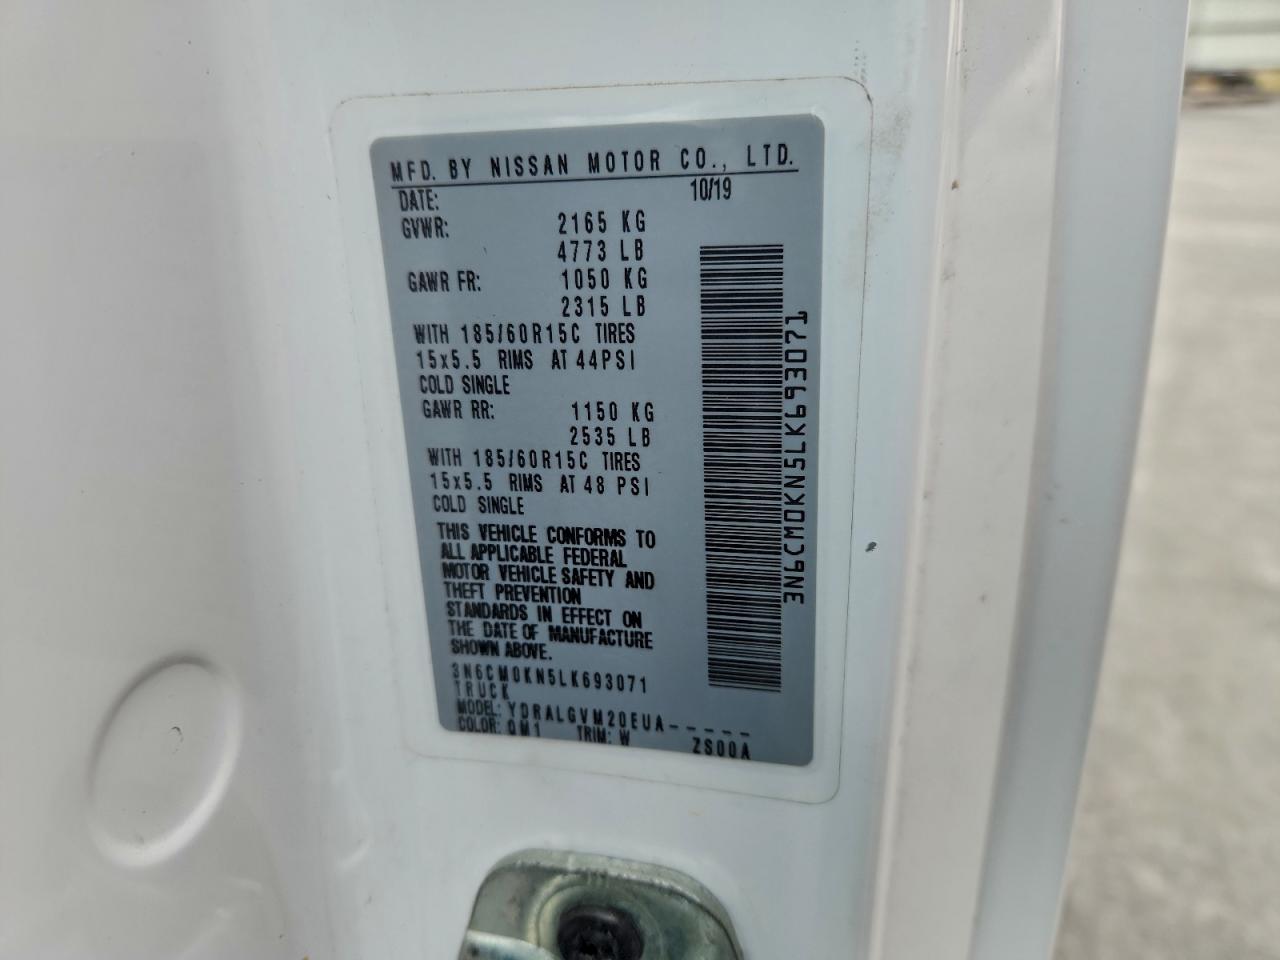 MFD. BY NISSAN MOTOR CO., LTD.
DATE: 10/19
GVWR: 2165 KG
4773 LB
GAWR FR: 1050 KG
2315 LB
WITH 185/60R15C TIRES
15x5.5 RIMS AT 44PSI
COLD SINGLE
GAWR RR: 1150 KG
2535 LB
WITH 185/60R15C TIRES
15x5.5 RIMS AT 48 PSI
COLD SINGLE
THIS VEHICLE CONFORMS TO
ALL APPLICABLE FEDERAL
MOTOR VEHICLE SAFETY AND
THEFT PREVENTION
STANDARDS IN EFFECT ON
THE DATE OF MANUFACTURE
SHOWN ABOVE.
3N6CM0KN5LK693071
TRUCK
MODEL: YDRALGVM20EUA-----
COLOR: QM1 TRIM: W ZS00A
3N6CM0KN5LK693071